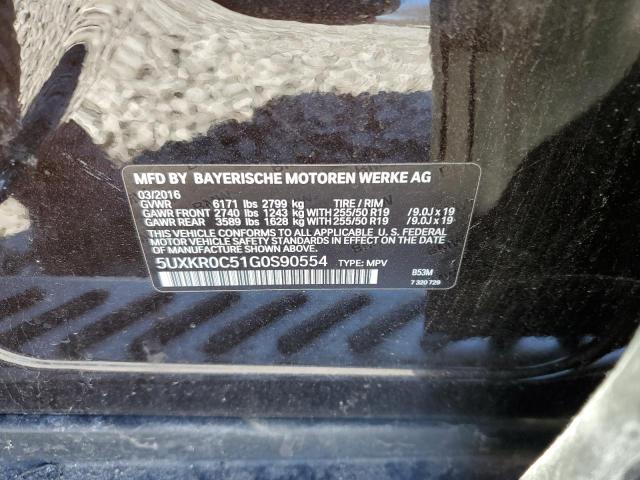 MFD BY BAYERISCHE MOTOREN WERKE AG
03/2016
GVWR 6171 lbs 2799 kg TIRE / RIM
GAWR FRONT 2740 lbs 1243 kg WITH 255/50 R19 /9.0J x 19
GAWR REAR 3589 lbs 1628 kg WITH 255/50 R19 /9.0J x 19
THIS VEHICLE CONFORMS TO ALL APPLICABLE U. S. FEDERAL
MOTOR VEHICLE SAFETY STANDARDS IN EFFECT ON THE DATE
OF MANUFACTURE SHOWN ABOVE.
5UXKR0C51G0S90554 TYPE: MPV
B53M
7 320 729